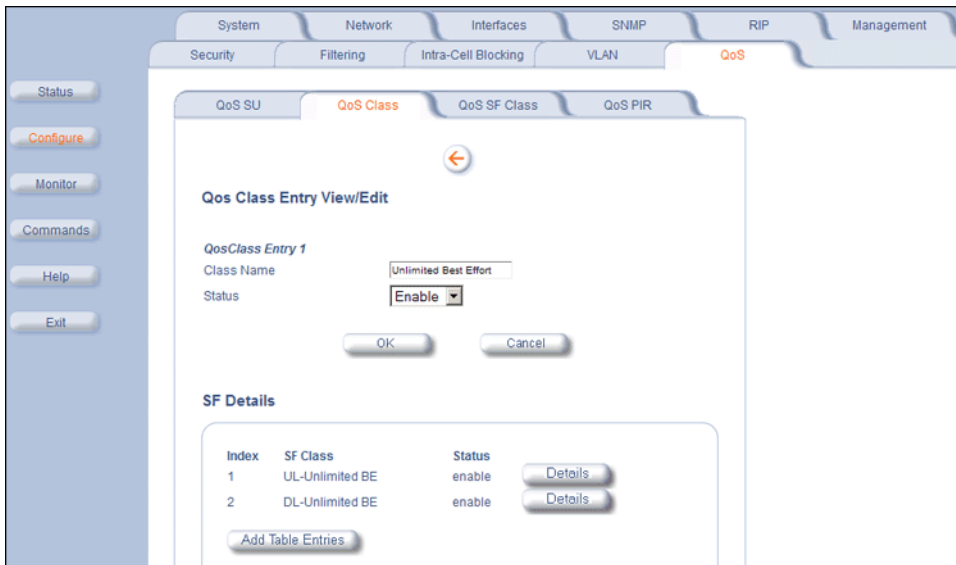 System Network Interfaces SNMP RIP Management
Security Filtering Intra-Cell Blocking VLAN QoS
Status
Configure
Monitor
Commands
Help
Exit
QoS SU QoS Class QoS SF Class QoS PIR
Qos Class Entry View/Edit
QosClass Entry 1
Class Name Unlimited Best Effort
Status Enable
OK Cancel
SF Details
Index SF Class Status
1 UL-Unlimited BE enable Details
2 DL-Unlimited BE enable Details
Add Table Entries